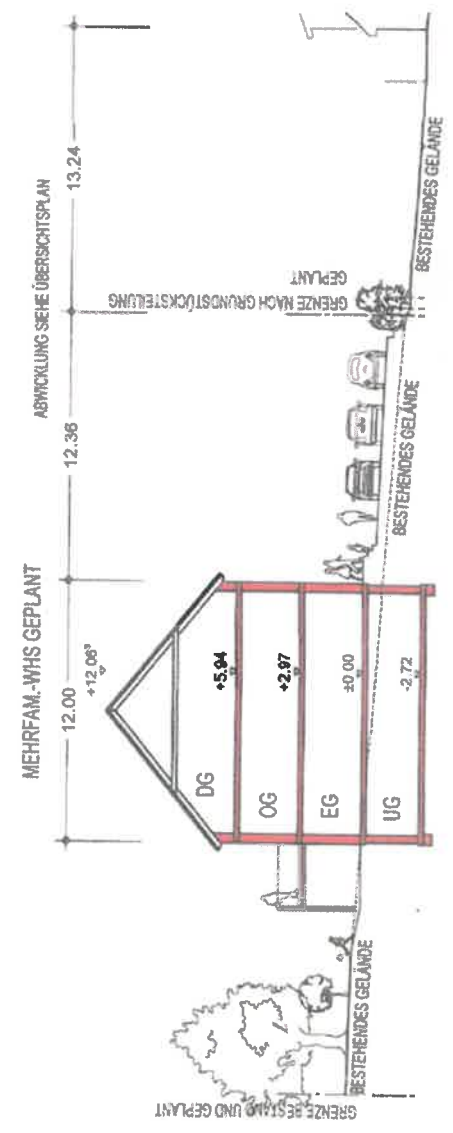 MEHRFAM.-WHS GEPLANT
ABWICKLUNG SIEHE ÜBERSICHTSPLAN
12.00
12.36
13.24
+12.06⁵
DG
+5.94
OG
+2.97
EG
±0.00
UG
-2.72
GRENZE BESTAND UND GEPLANT
BESTEHENDES GELÄNDE
BESTEHENDES GELÄNDE
GRENZE NACH GRUNDSTÜCKSTEILUNG
GEPLANT
BESTEHENDES GELÄNDE